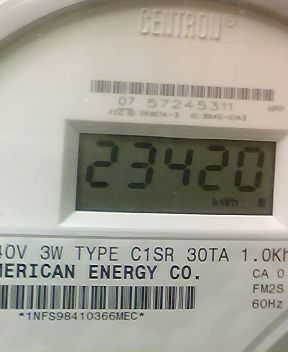 CENTRON
07 57245311
23420
kWh
40V 3W TYPE C1SR 30TA 1.0Kh
MERICAN ENERGY CO.
CA 0.
FM2S
60Hz
*1NFS98410366MEC*